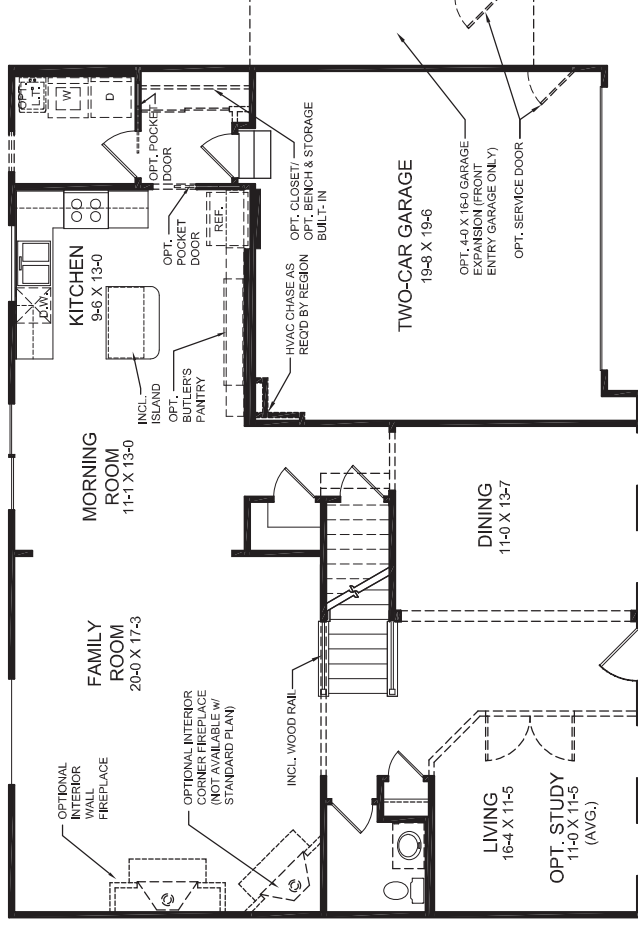 OPT.
L.T.
W
D
OPT. POCKET
DOOR
OPT.
POCKET
DOOR
REF.
D.W.
KITCHEN
9-6 X 13-0
INCL.
ISLAND
OPT.
BUTLER'S
PANTRY
OPT. CLOSET/
OPT. BENCH & STORAGE
BUILT- IN
HVAC CHASE AS
REQ'D BY REGION
TWO-CAR GARAGE
19-8 X 19-6
OPT. 4-0 X 16-0 GARAGE
EXPANSION (FRONT
ENTRY GARAGE ONLY)
OPT. SERVICE DOOR
MORNING
ROOM
11-1 X 13-0
DINING
11-0 X 13-7
FAMILY
ROOM
20-0 X 17-3
OPTIONAL
INTERIOR
WALL
FIREPLACE
OPTIONAL INTERIOR
CORNER FIREPLACE
(NOT AVAILABLE w/
STANDARD PLAN)
INCL. WOOD RAIL
LIVING
16-4 X 11-5
OPT. STUDY
11-0 X 11-5
(AVG.)